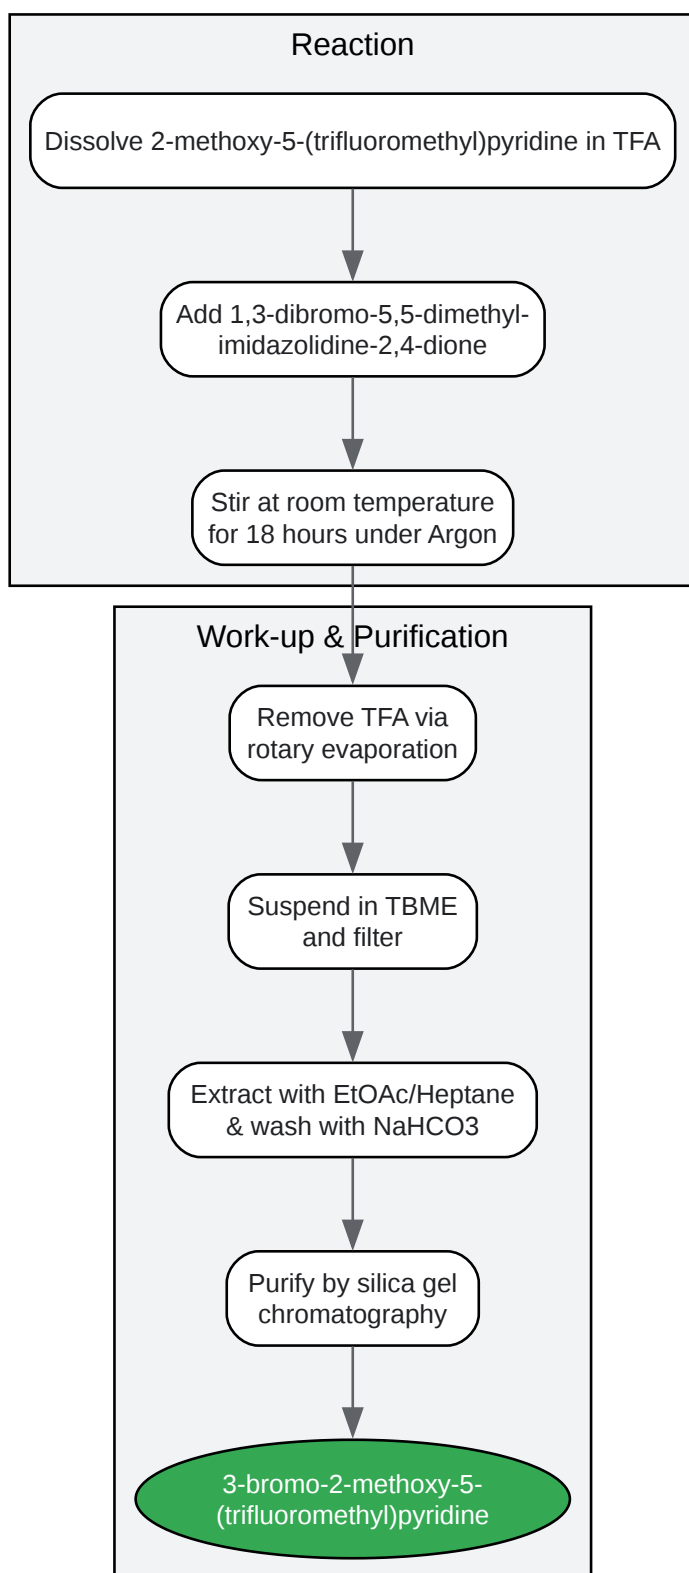 Reaction
Dissolve 2-methoxy-5-(trifluoromethyl)pyridine in TFA
Add 1,3-dibromo-5,5-dimethyl-
imidazolidine-2,4-dione
Stir at room temperature
for 18 hours under Argon
Work-up & Purification
Remove TFA via
rotary evaporation
Suspend in TBME
and filter
Extract with EtOAc/Heptane
& wash with NaHCO3
Purify by silica gel
chromatography
3-bromo-2-methoxy-5-
(trifluoromethyl)pyridine